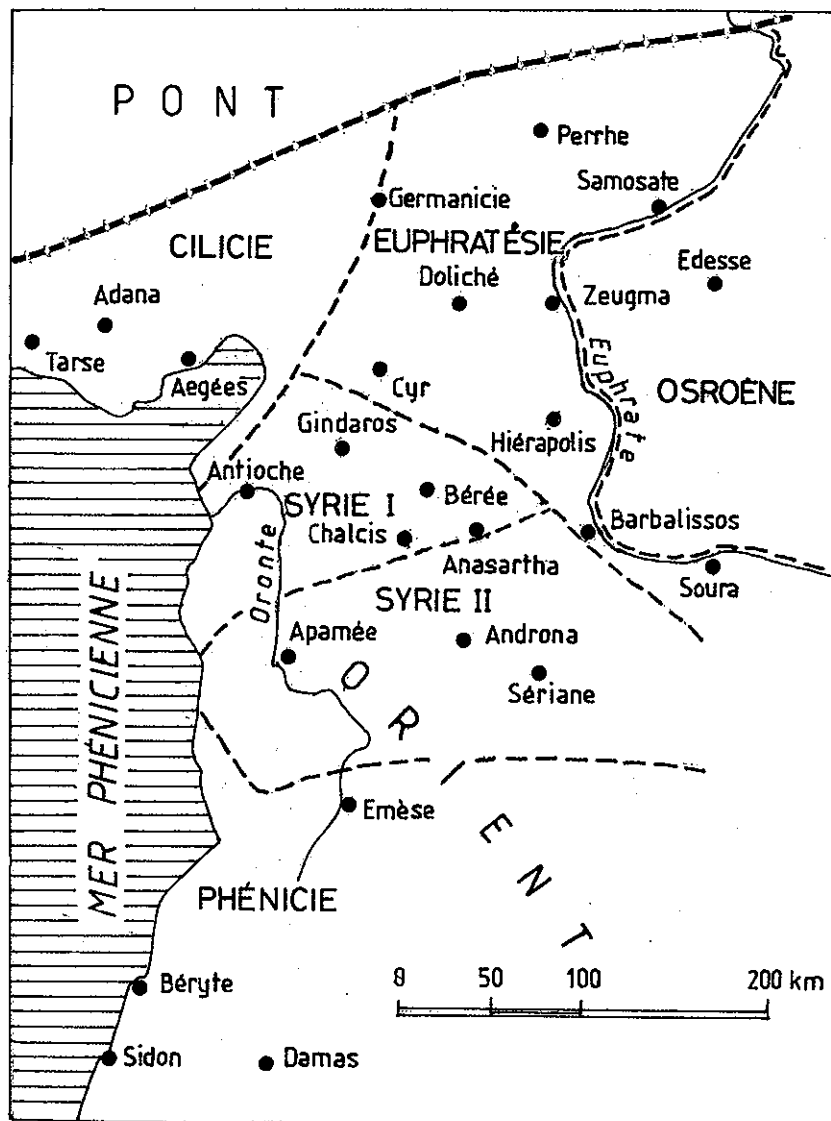 PONT
Perrhe
Samosate
Germanicie
CILICIE
EUPHRATÉSIE
Edesse
Doliché
Zeugma
Adana
Tarse
Aegées
Euphrate
Cyr
OSROÈNE
Gindaros
Hiérapolis
Antioche
SYRIE I
Bérée
Chalcis
Barbalissos
Anasartha
Soura
Oronte
SYRIE II
Apamée
Androna
Sériane
ORIENT
MER PHÉNICIENNE
Emèse
PHÉNICIE
0 50 100 200 km
Béryte
Sidon
Damas